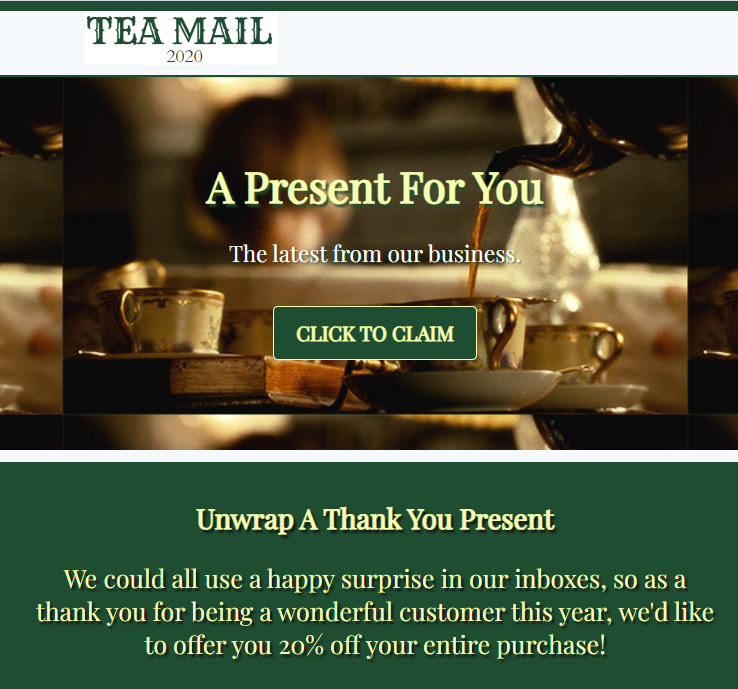 TEA MAIL
2020
A Present For You
The latest from our business.
CLICK TO CLAIM
Unwrap A Thank You Present
We could all use a happy surprise in our inboxes, so as a
thank you for being a wonderful customer this year, we'd like
to offer you 20% off your entire purchase!